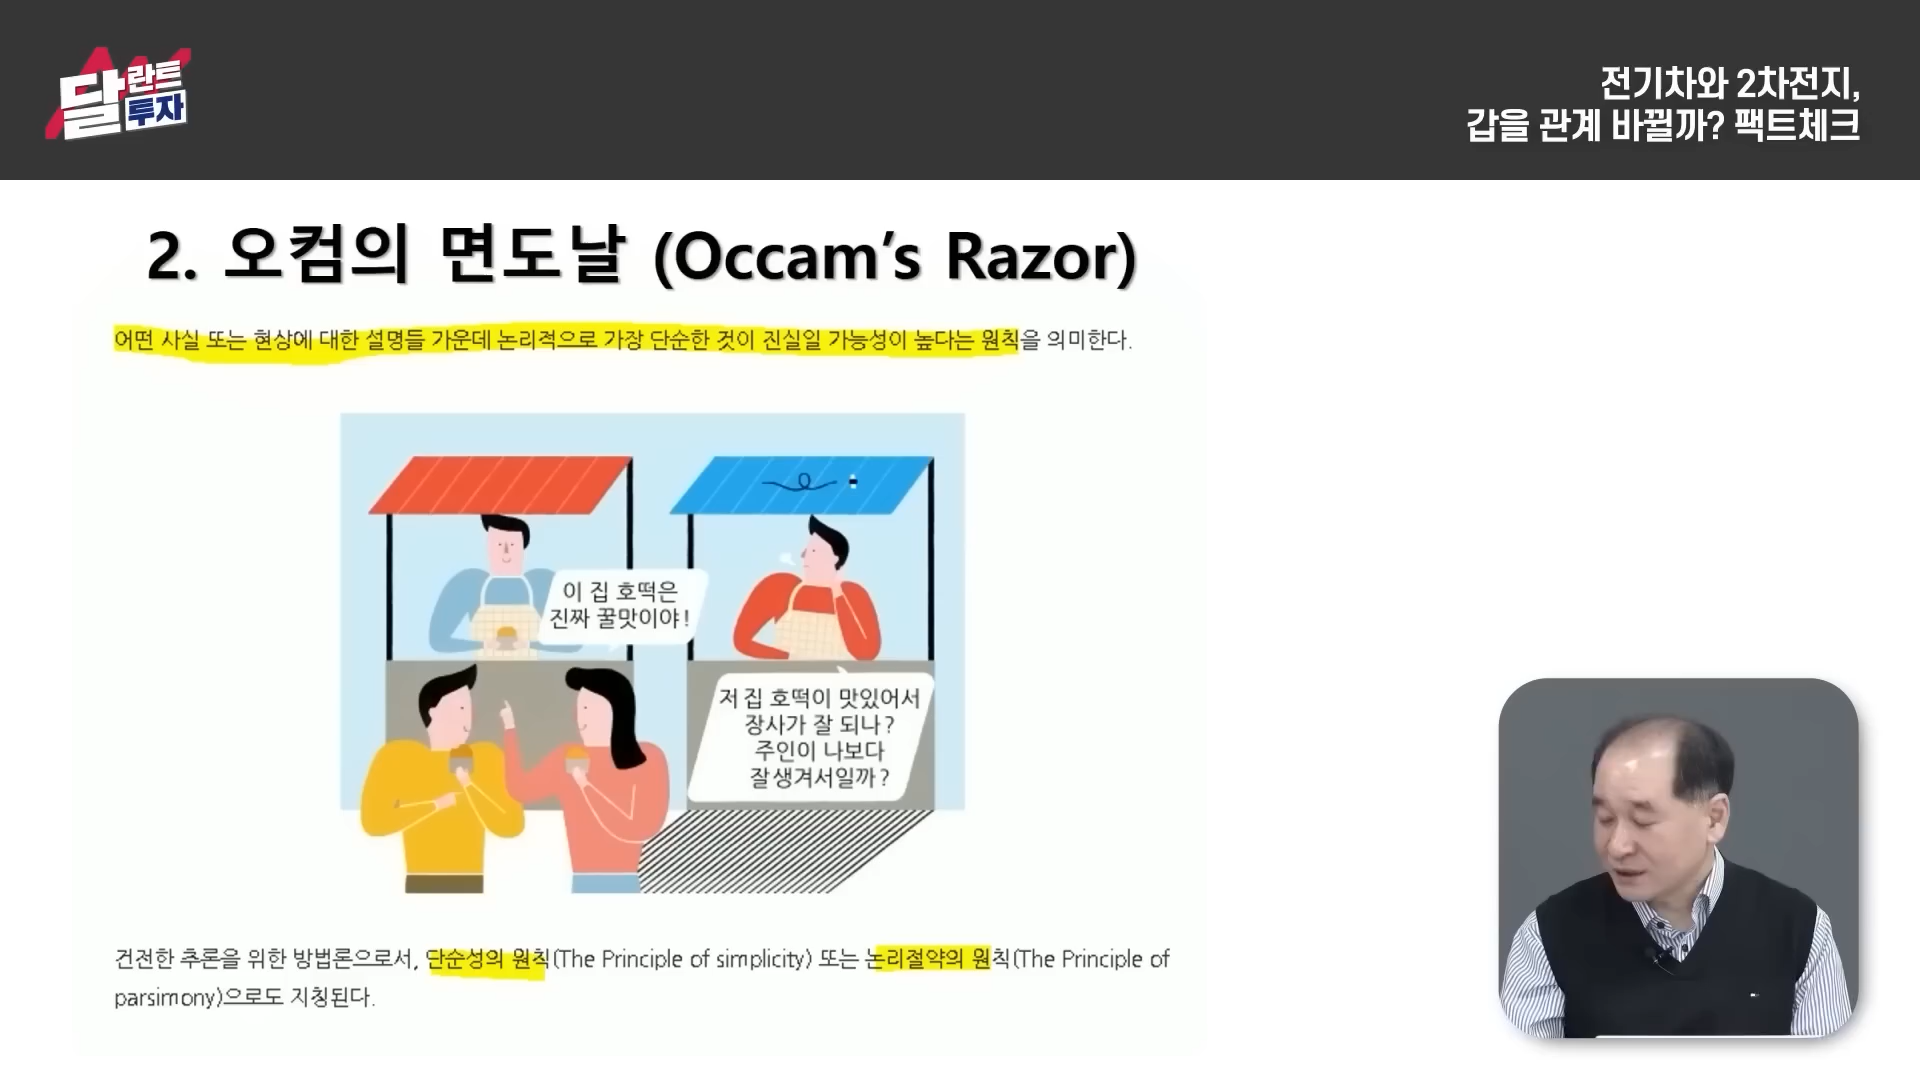 달란트
투자
전기차와 2차전지,
갑을 관계 바뀔까? 팩트체크
2. 오컴의 면도날 (Occam’s Razor)
어떤 사실 또는 현상에 대한 설명들 가운데 논리적으로 가장 단순한 것이 진실일 가능성이 높다는 원칙을 의미한다.
이 집 호떡은
진짜 꿀맛이야!
저 집 호떡이 맛있어서
장사가 잘 되나?
주인이 나보다
잘생겨서일까?
건전한 추론을 위한 방법론으로서, 단순성의 원칙(The Principle of simplicity) 또는 논리절약의 원칙(The Principle of
parsimony)으로도 지칭된다.